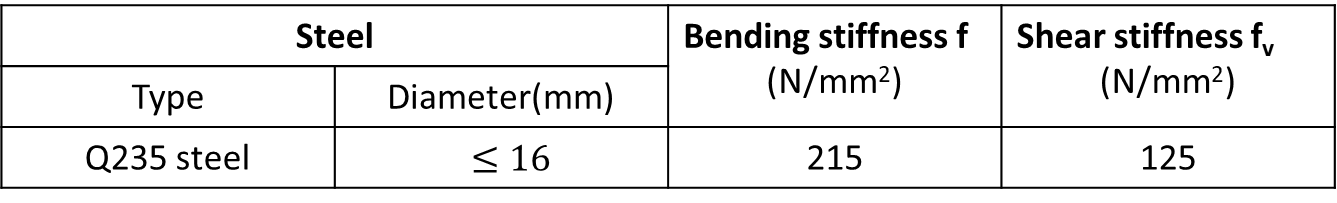 Steel
Bending stiffness f
(N/mm²)
Shear stiffness fᵥ
(N/mm²)
Type
Diameter(mm)
Q235 steel
≤ 16
215
125